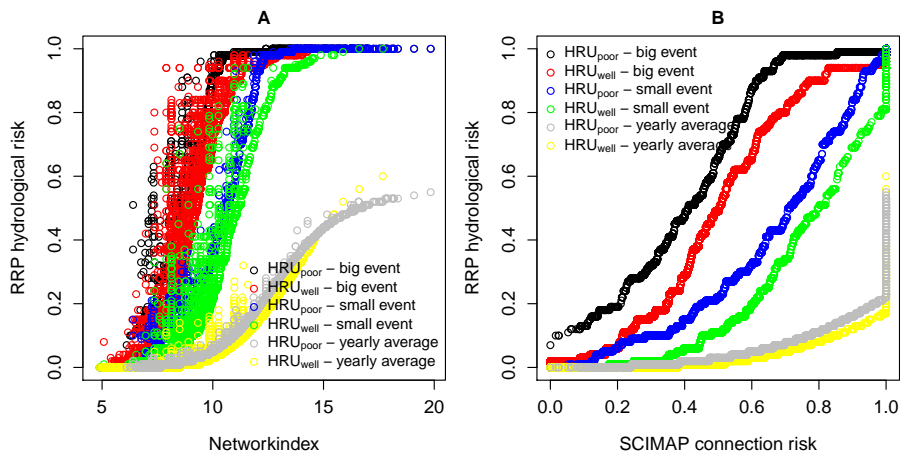 A
RRP hydrological risk
1.0
0.8
0.6
0.4
0.2
0.0
HRUpoor – big event
HRUwell – big event
HRUpoor – small event
HRUwell – small event
HRUpoor – yearly average
HRUwell – yearly average
5 10 15 20
Networkindex
B
RRP hydrological risk
1.0
0.8
0.6
0.4
0.2
0.0
HRUpoor – big event
HRUwell – big event
HRUpoor – small event
HRUwell – small event
HRUpoor – yearly average
HRUwell – yearly average
0.0 0.2 0.4 0.6 0.8 1.0
SCIMAP connection risk